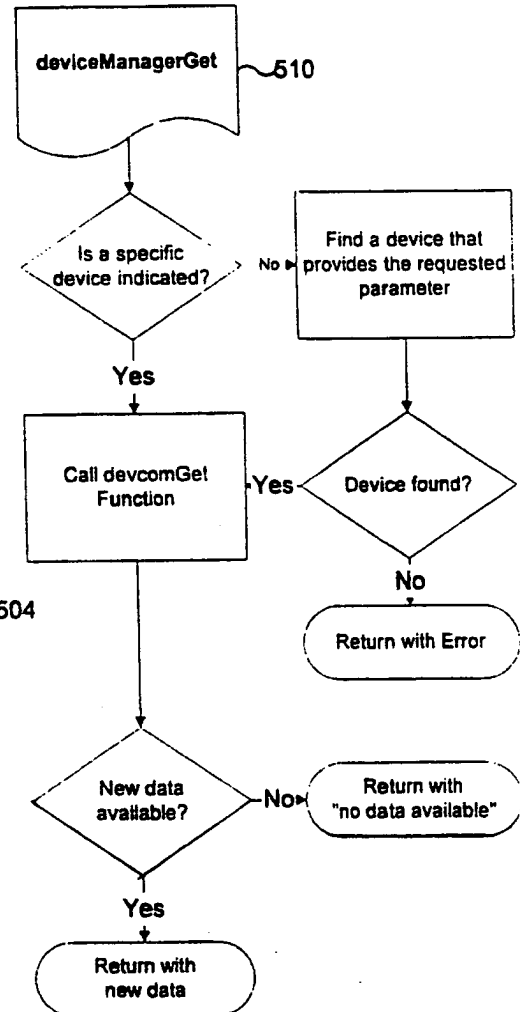 deviceManagerGet
510
Is a specific
device indicated?
No
Find a device that
provides the requested
parameter
Yes
Call devcomGet
Function
Yes
Device found?
No
504
Return with Error
New data
available?
No
Return with
"no data available"
Yes
Return with
new data